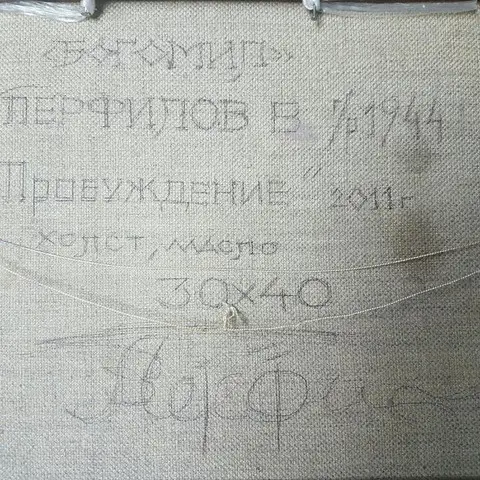 «БОГОМИЛ»
ПЕРФИЛОВ В 1944
Пробуждение" 2011г
холст, масло
30х40